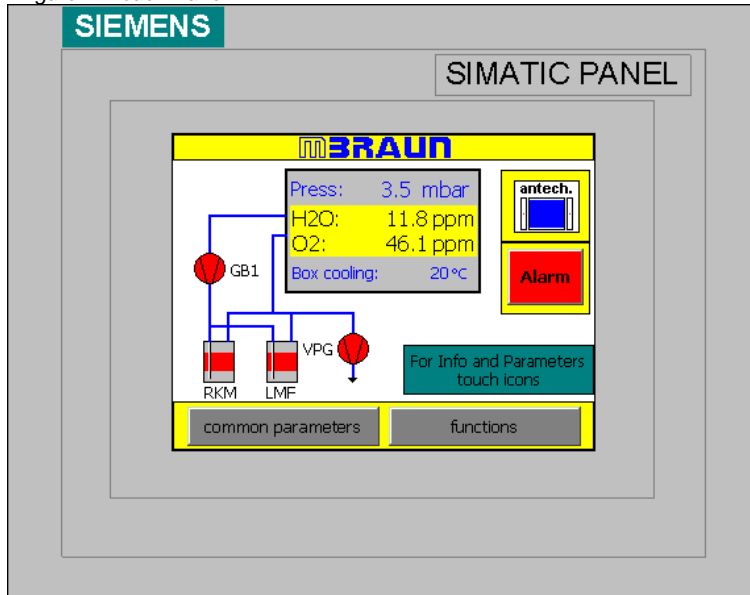 SIEMENS
SIMATIC PANEL
mBRAUN
Press: 3.5 mbar
H2O: 11.8 ppm
O2: 46.1 ppm
Box cooling: 20°C
antech.
Alarm
GB1
VPG
RKM
LMF
For Info and Parameters
touch icons
common parameters
functions